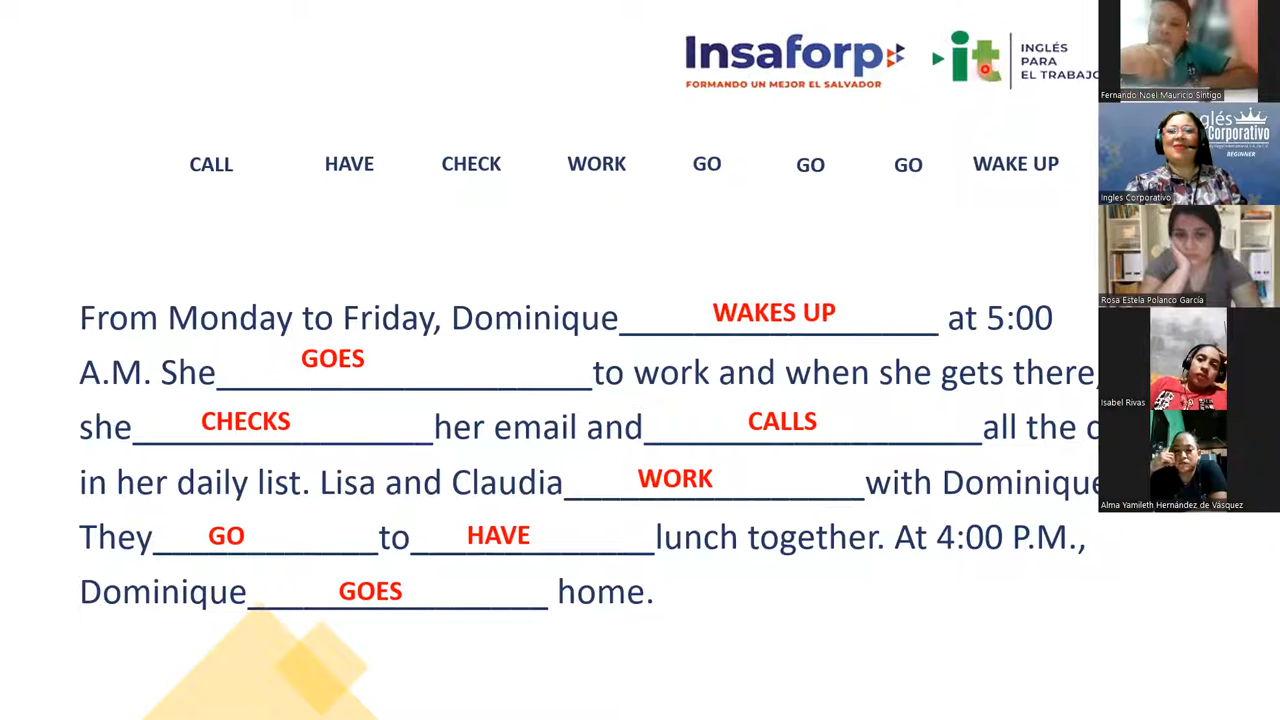 Insaforp
FORMANDO UN MEJOR EL SALVADOR
it
INGLÉS
PARA
EL TRABAJO
CALL HAVE CHECK WORK GO GO GO WAKE UP
From Monday to Friday, Dominique WAKES UP at 5:00
A.M. She GOES to work and when she gets there,
she CHECKS her email and CALLS all the
in her daily list. Lisa and Claudia WORK with Dominique
They GO to HAVE lunch together. At 4:00 P.M.,
Dominique GOES home.
Fernando Noel Mauricio Sintigo
glés
Corporativo
BEGINNER
Ingles Corporativo
Rosa Estela Polanco García
Isabel Rivas
Alma Yamileth Hernández de Vásquez